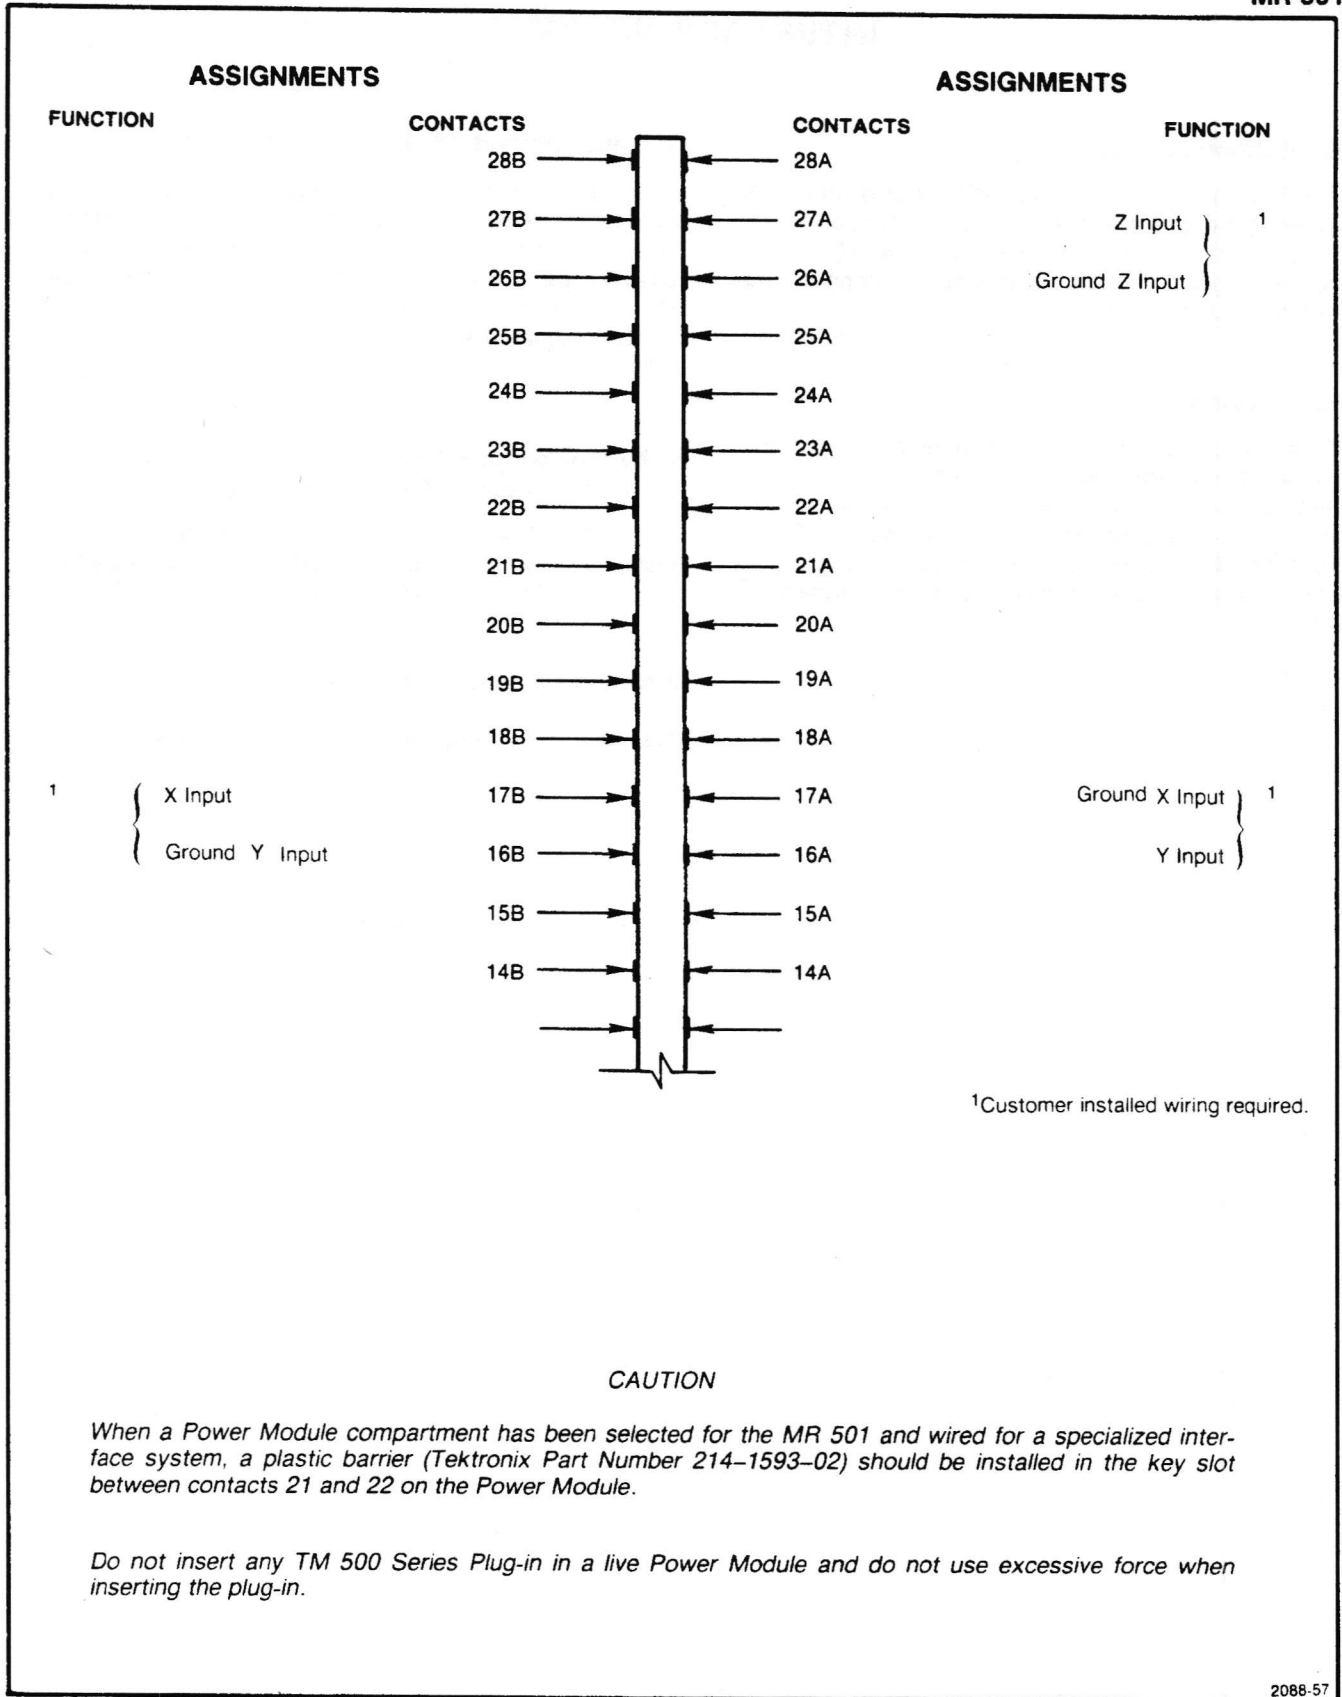 ASSIGNMENTS ASSIGNMENTS
FUNCTION CONTACTS CONTACTS FUNCTION
28B 28A
27B 27A Z Input 1
26B 26A Ground Z Input
25B 25A
24B 24A
23B 23A
22B 22A
21B 21A
20B 20A
19B 19A
18B 18A
1 X Input 17B 17A Ground X Input 1
Ground Y Input 16B 16A Y Input
15B 15A
14B 14A
1Customer installed wiring required.
CAUTION
When a Power Module compartment has been selected for the MR 501 and wired for a specialized inter-
face system, a plastic barrier (Tektronix Part Number 214–1593–02) should be installed in the key slot
between contacts 21 and 22 on the Power Module.
Do not insert any TM 500 Series Plug-in in a live Power Module and do not use excessive force when
inserting the plug-in.
2088-57